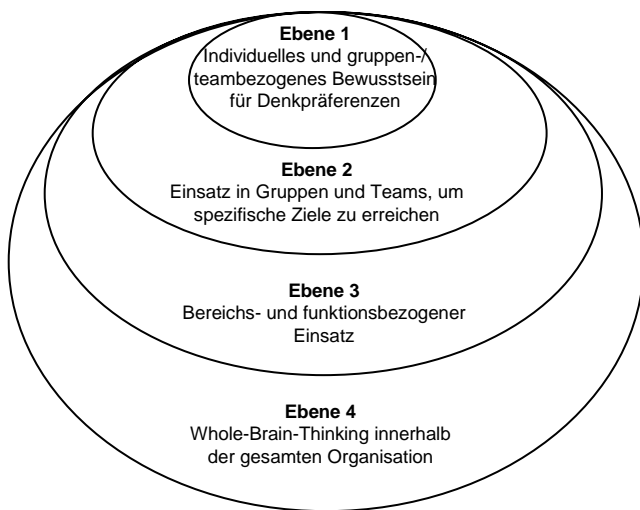 Ebene 1
Individuelles und gruppen-/
teambezogenes Bewusstsein
für Denkpräferenzen
Ebene 2
Einsatz in Gruppen und Teams, um
spezifische Ziele zu erreichen
Ebene 3
Bereichs- und funktionsbezogener
Einsatz
Ebene 4
Whole-Brain-Thinking innerhalb
der gesamten Organisation